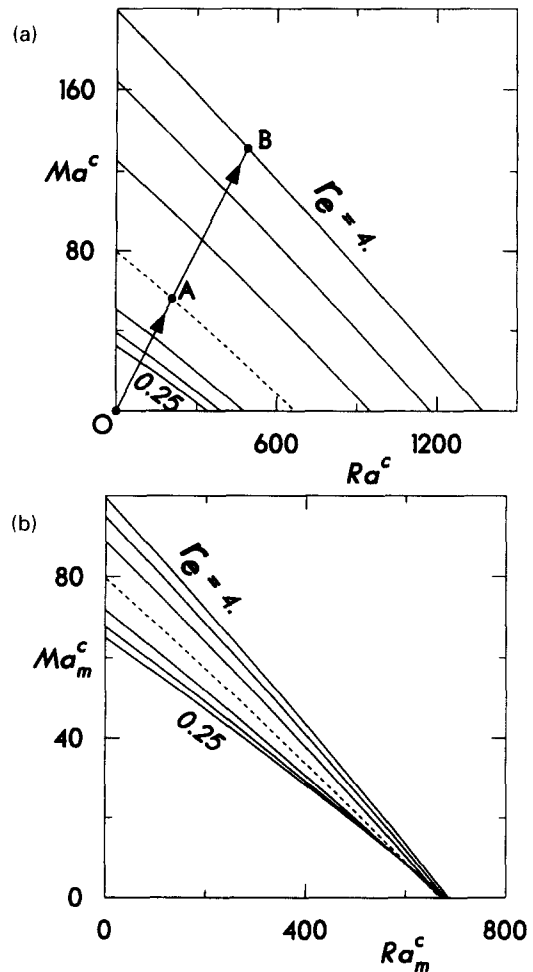 (a)
160
Ma^c
80
B
r_e = 4.
A
0.25
O
600
1200
Ra^c
(b)
80
r_e = 4.
Ma_m^c
40
0.25
0
0
400
800
Ra_m^c